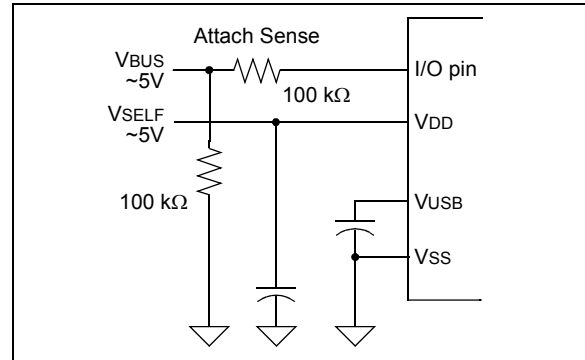 Attach Sense
VBUS
~5V
I/O pin
100 kΩ
VSELF
~5V
VDD
100 kΩ
VUSB
VSS